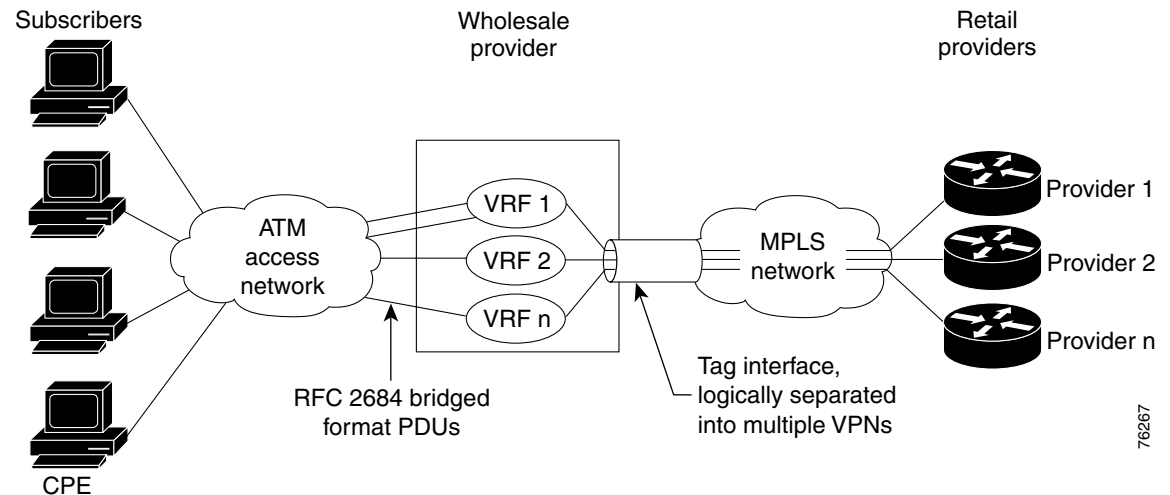 Subscribers
Wholesale
provider
Retail
providers
ATM
access
network
VRF 1
VRF 2
VRF n
MPLS
network
Provider 1
Provider 2
Provider n
RFC 2684 bridged
format PDUs
Tag interface,
logically separated
into multiple VPNs
CPE
76267